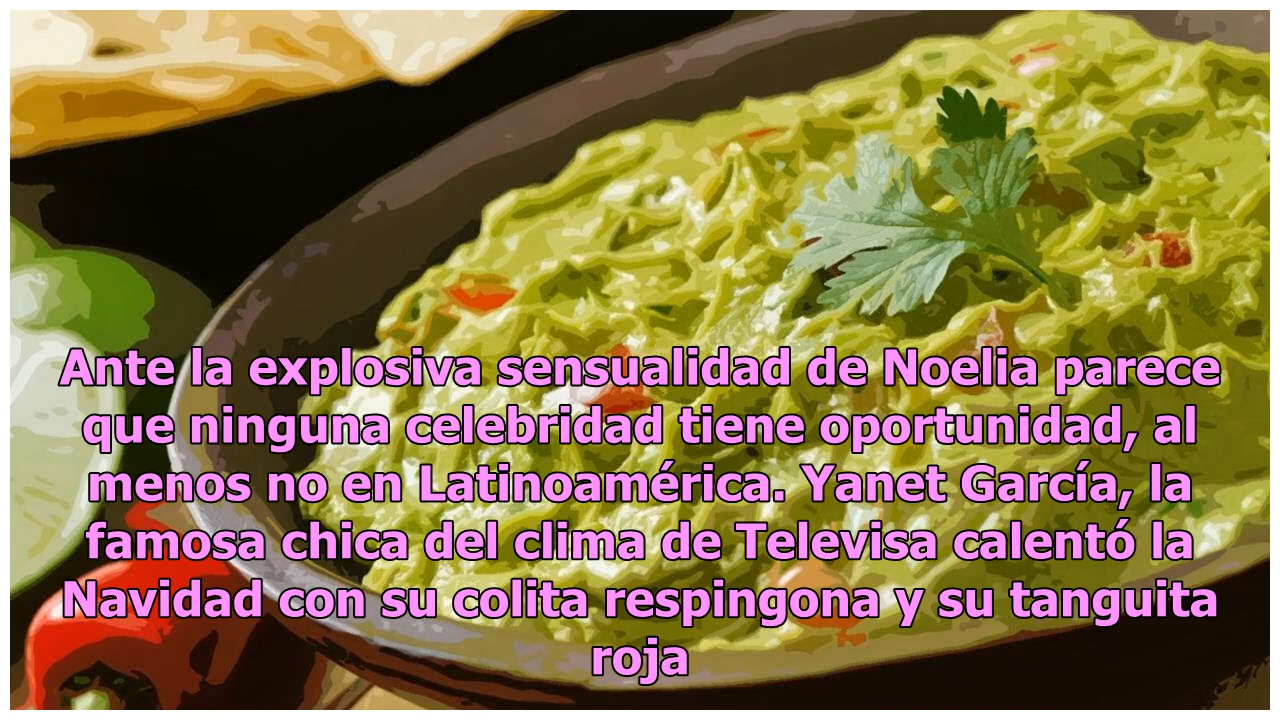 Ante la explosiva sensualidad de Noelia parece
que ninguna celebridad tiene oportunidad, al
menos no en Latinoamérica. Yanet García, la
famosa chica del clima de Televisa calentó la
Navidad con su colita respingona y su tanguita
roja